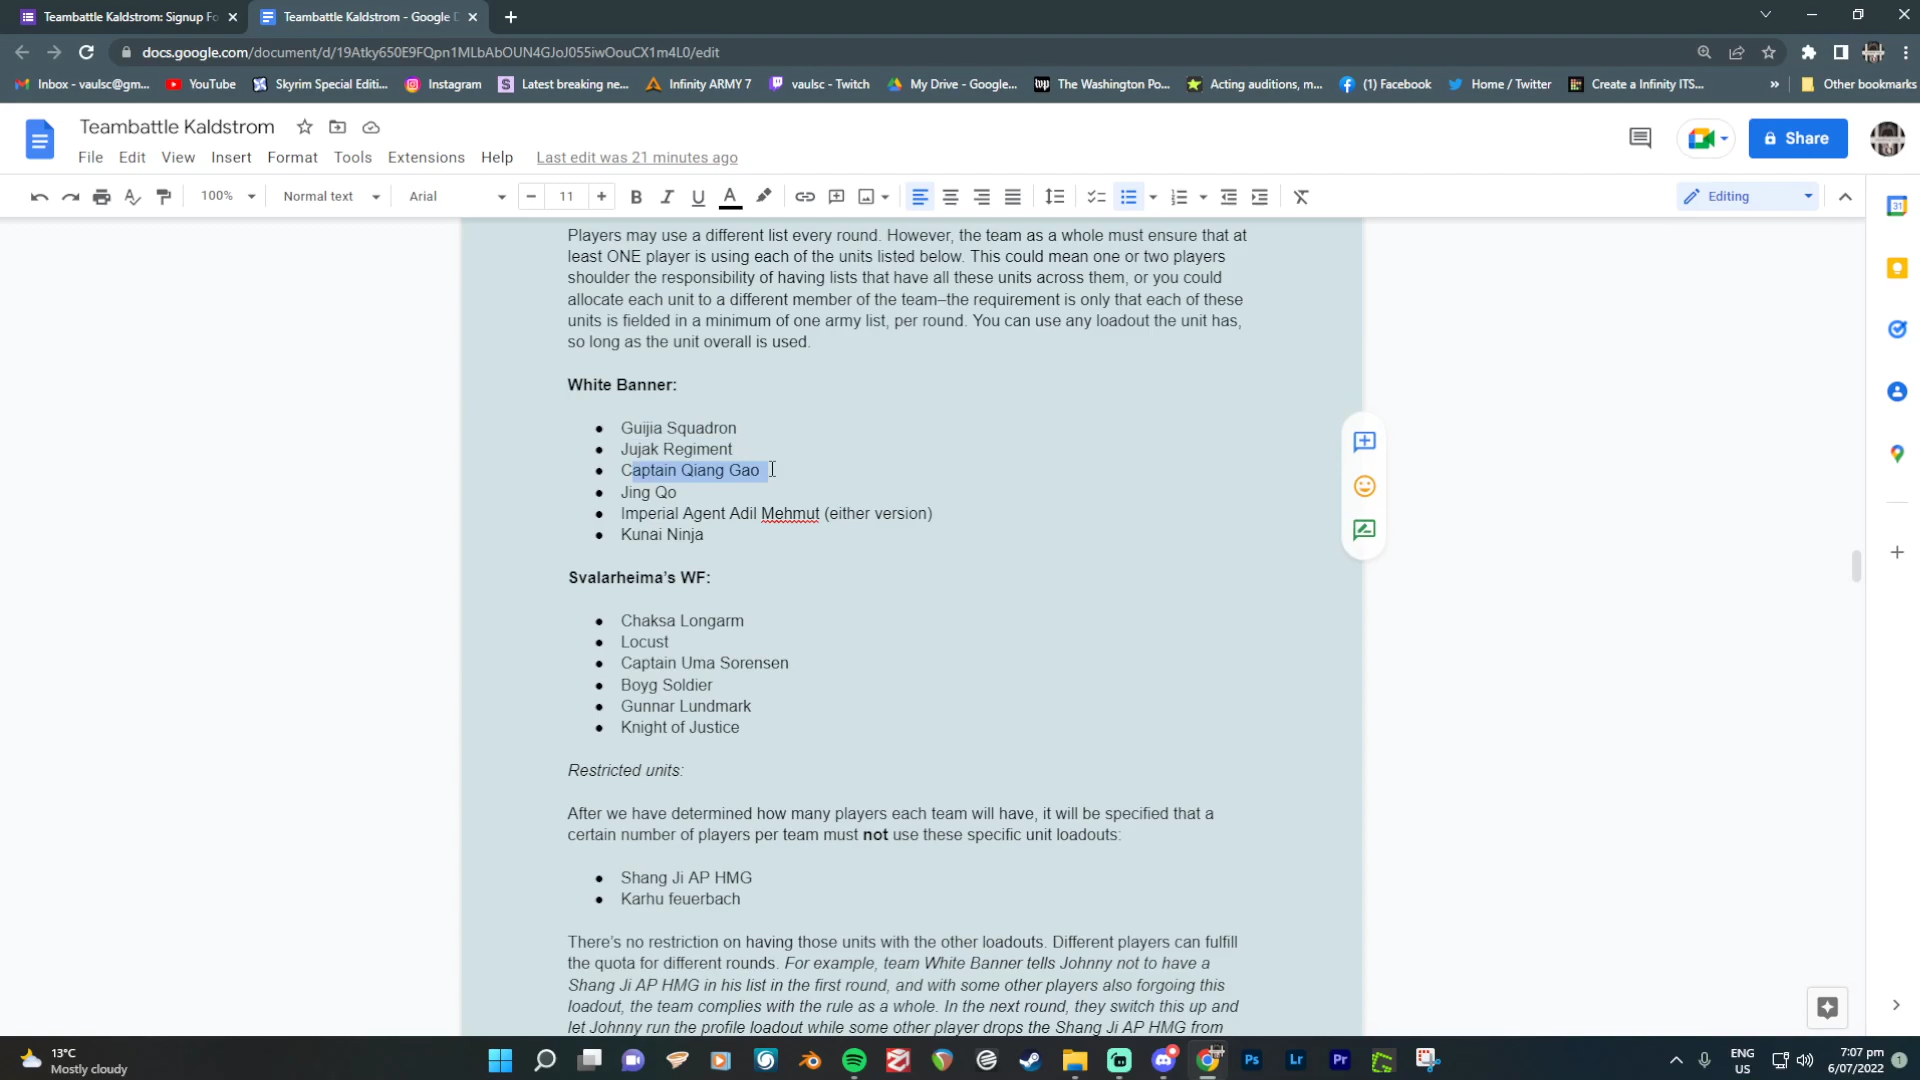 Teambattle Kaldstrom: Signup Fo
Teambattle Kaldstrom - Google D
docs.google.com/document/d/19Atky650E9FQpn1MLbAbOUN4GJoJ055iwOouCX1m4L0/edit
Inbox - vaulsc@gm... YouTube Skyrim Special Editi... Instagram Latest breaking ne... Infinity ARMY 7 vaulsc - Twitch My Drive - Google... The Washington Po... Acting auditions, m... (1) Facebook Home / Twitter Create a Infinity ITS... » Other bookmarks
Teambattle Kaldstrom
Share
File Edit View Insert Format Tools Extensions Help Last edit was 21 minutes ago
100% Normal text Arial 11 Editing
Players may use a different list every round. However, the team as a whole must ensure that at
least ONE player is using each of the units listed below. This could mean one or two players
shoulder the responsibility of having lists that have all these units across them, or you could
allocate each unit to a different member of the team–the requirement is only that each of these
units is fielded in a minimum of one army list, per round. You can use any loadout the unit has,
so long as the unit overall is used.
White Banner:
● Guijia Squadron
● Jujak Regiment
● Captain Qiang Gao
● Jing Qo
● Imperial Agent Adil Mehmut (either version)
● Kunai Ninja
Svalarheima's WF:
● Chaksa Longarm
● Locust
● Captain Uma Sorensen
● Boyg Soldier
● Gunnar Lundmark
● Knight of Justice
Restricted units:
After we have determined how many players each team will have, it will be specified that a
certain number of players per team must not use these specific unit loadouts:
● Shang Ji AP HMG
● Karhu feuerbach
There's no restriction on having those units with the other loadouts. Different players can fulfill
the quota for different rounds. For example, team White Banner tells Johnny not to have a
Shang Ji AP HMG in his list in the first round, and with some other players also forgoing this
loadout, the team complies with the rule as a whole. In the next round, they switch this up and
let Johnny run the profile loadout while some other player drops the Shang Ji AP HMG from
13°C
Mostly cloudy
Ps Lr Pr
ENG
US
7:07 pm
6/07/2022
1